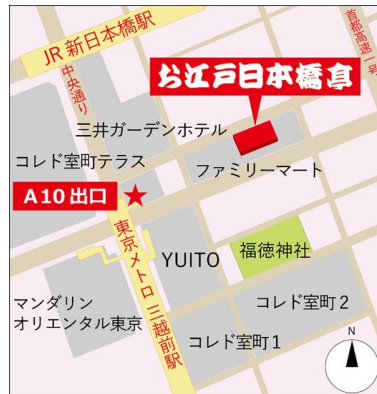 JR 新日本橋駅
首都高速一号
中央通り
お江戸日本橋亭
三井ガーデンホテル
コレド室町テラス
ファミリーマート
A10 出口
東京メトロ 三越前駅
YUITO
福徳神社
マンダリン
オリエンタル東京
コレド室町2
コレド室町1
N